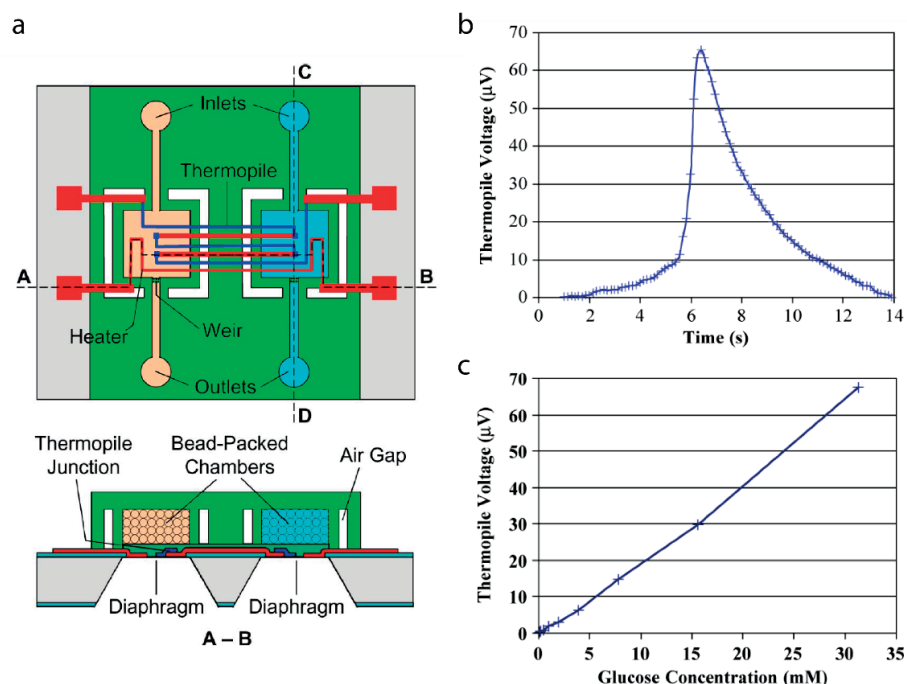 a
C
Inlets
Thermopile
A
B
Heater
Weir
Outlets
D
Thermopile
Junction
Bead-Packed
Chambers
Air Gap
Diaphragm
Diaphragm
A – B
b
Thermopile Voltage (µV)
70
60
50
40
30
20
10
0
0 2 4 6 8 10 12 14
Time (s)
c
Thermopile Voltage (µV)
70
60
50
40
30
20
10
0
0 5 10 15 20 25 30 35
Glucose Concentration (mM)